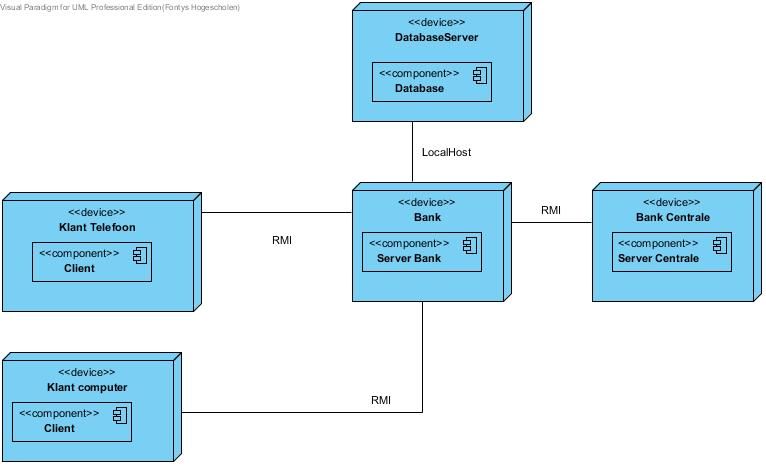 Visual Paradigm for UML Professional Edition(Fontys Hogescholen)
<<device>>
DatabaseServer
<<component>>
Database
LocalHost
<<device>>
Klant Telefoon
<<component>>
Client
RMI
<<device>>
Bank
<<component>>
Server Bank
RMI
<<device>>
Bank Centrale
<<component>>
Server Centrale
<<device>>
Klant computer
<<component>>
Client
RMI